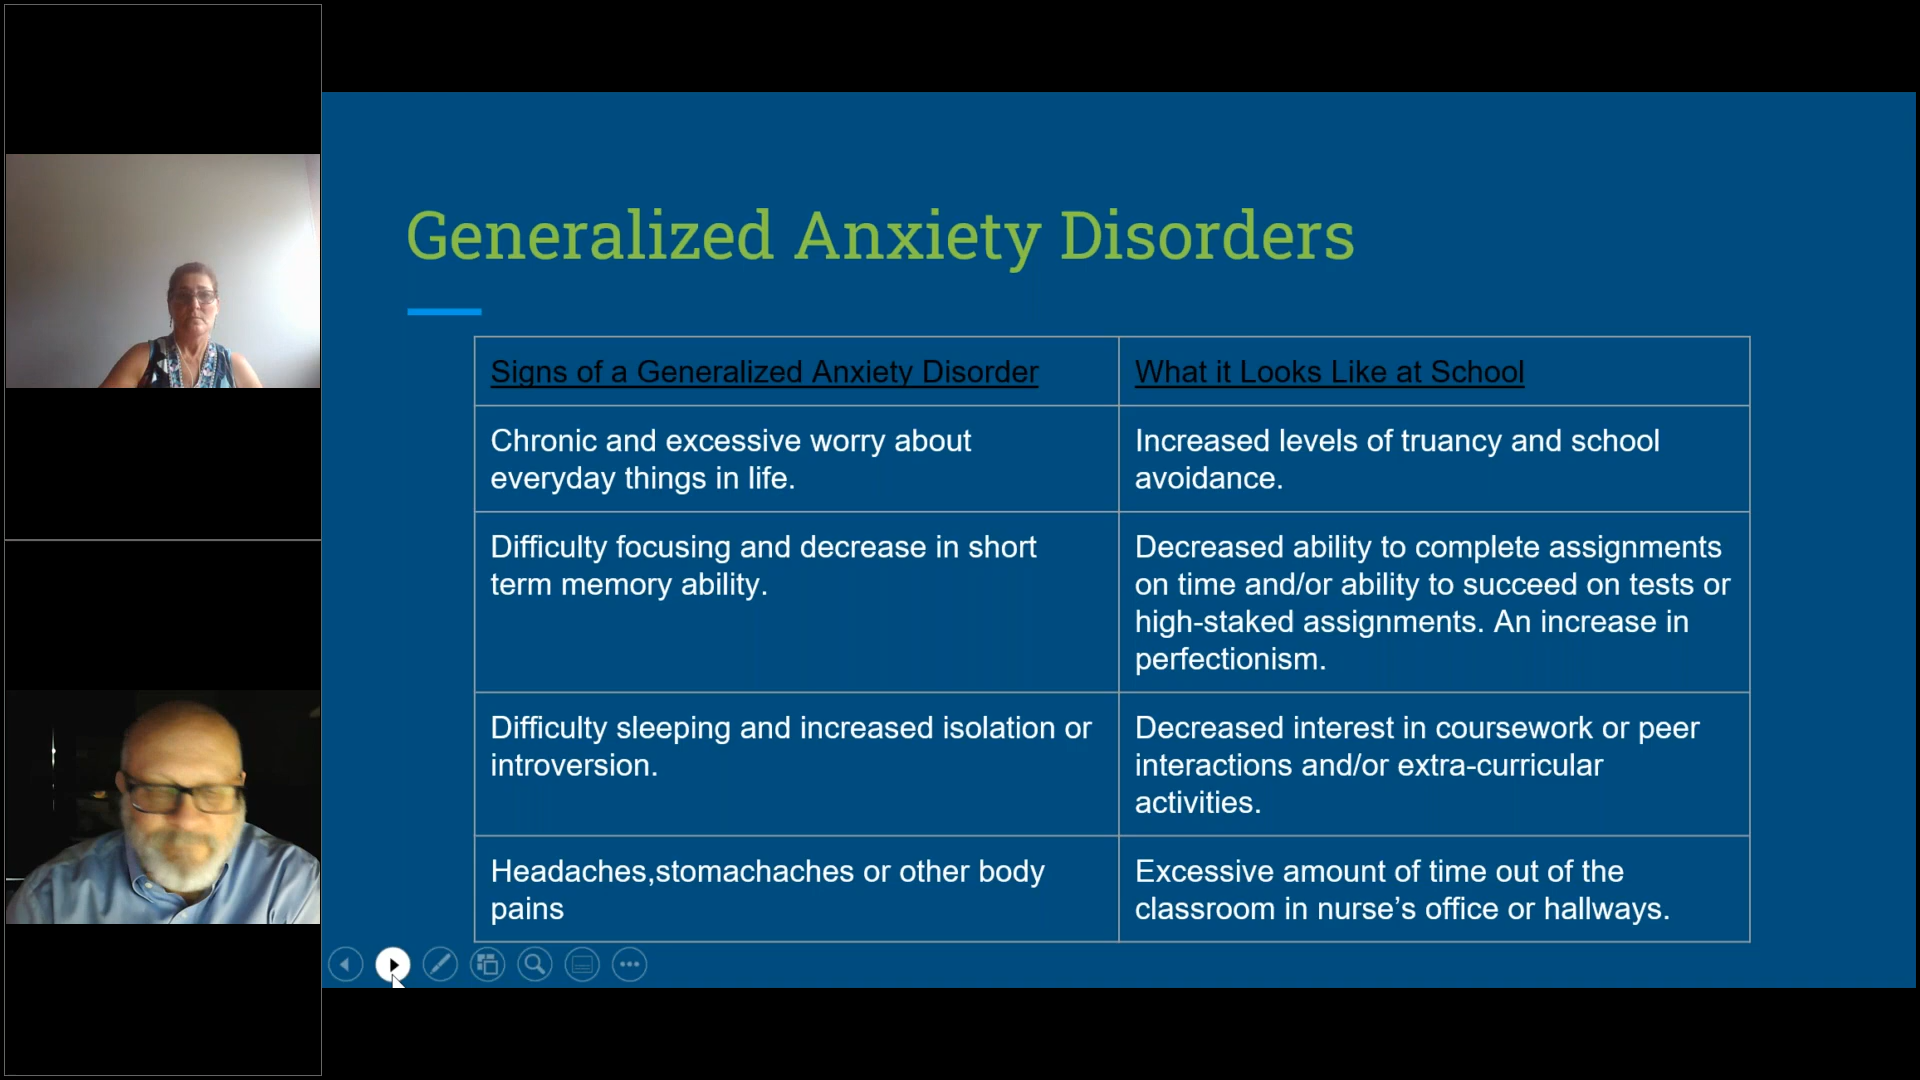 Generalized Anxiety Disorders
Signs of a Generalized Anxiety Disorder
What it Looks Like at School
Chronic and excessive worry about
everyday things in life.
Increased levels of truancy and school
avoidance.
Difficulty focusing and decrease in short
term memory ability.
Decreased ability to complete assignments
on time and/or ability to succeed on tests or
high-staked assignments. An increase in
perfectionism.
Difficulty sleeping and increased isolation or
introversion.
Decreased interest in coursework or peer
interactions and/or extra-curricular
activities.
Headaches,stomachaches or other body
pains
Excessive amount of time out of the
classroom in nurse’s office or hallways.